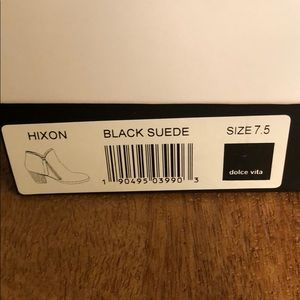 HIXON BLACK SUEDE SIZE 7.5
dolce vita
1 90495 03990 3